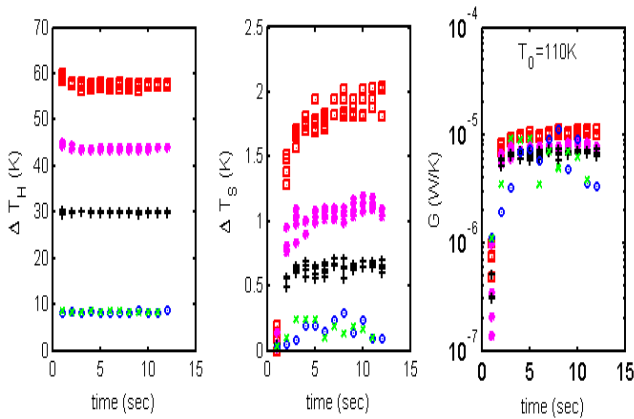 70
60
50
40
30
20
10
0
0 5 10 15
Δ T_H (K)
time (sec)
2.5
2
1.5
1
0.5
0
0 5 10 15
Δ T_S (K)
time (sec)
10^-4
10^-5
10^-6
10^-7
0 5 10 15
G (W/K)
time (sec)
T_0=110K